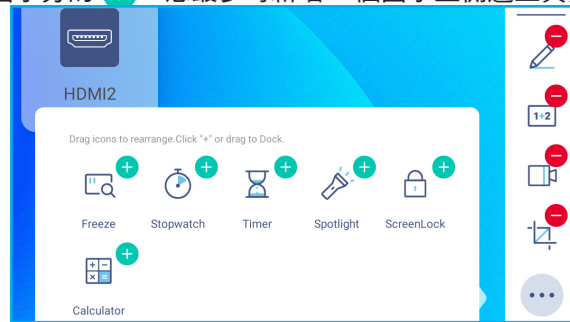 HDMI2
Drag icons to rearrange.Click "+" or drag to Dock.
Freeze Stopwatch Timer Spotlight ScreenLock
Calculator
1+2